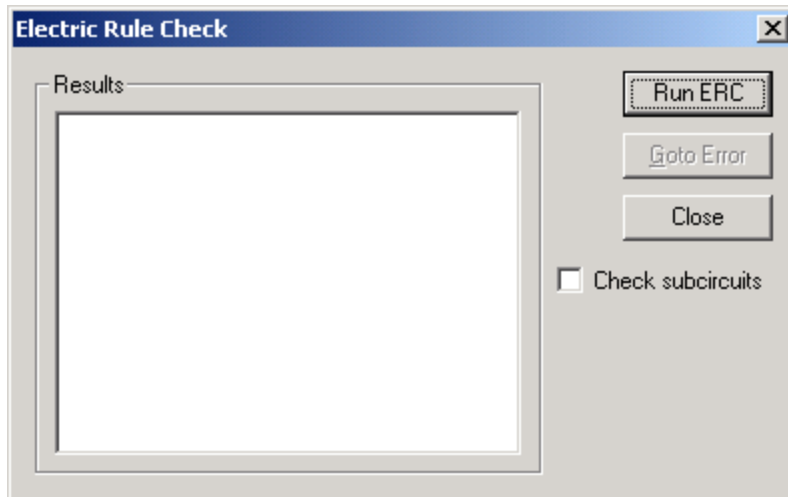 Electric Rule Check
Results
Run ERC
Goto Error
Close
Check subcircuits